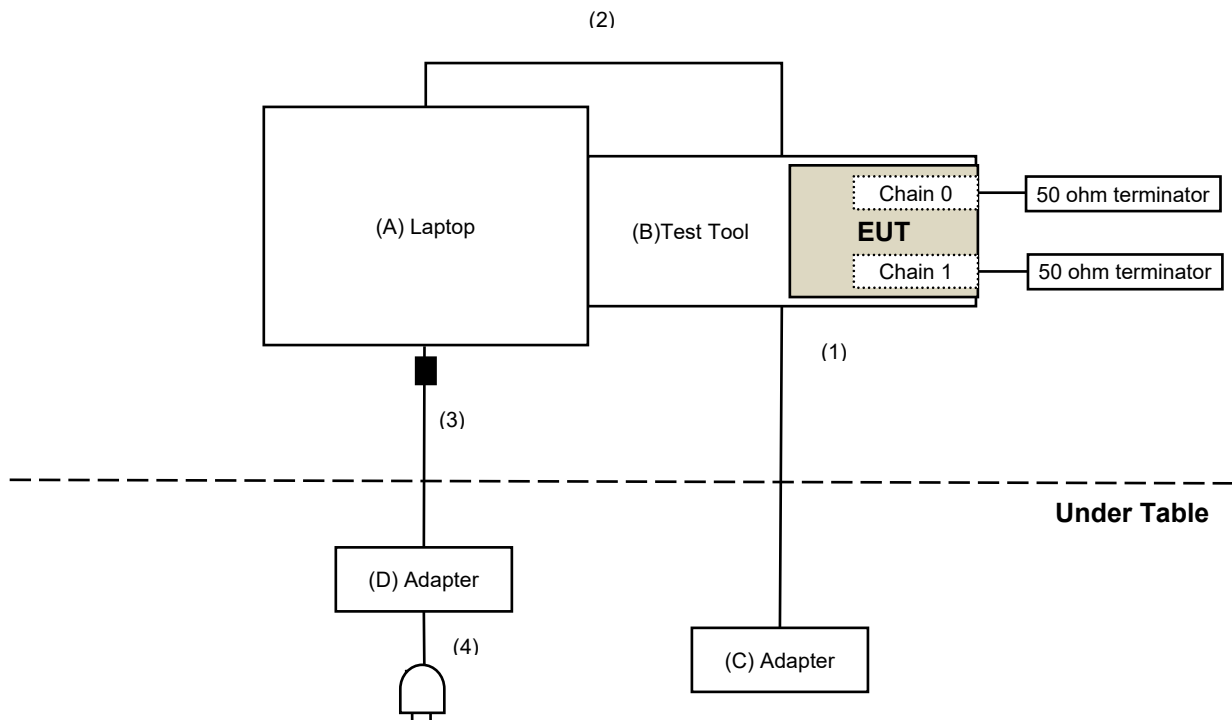 (2)
(A) Laptop
(B)Test Tool
Chain 0
EUT
Chain 1
50 ohm terminator
50 ohm terminator
(1)
(3)
Under Table
(D) Adapter
(4)
(C) Adapter